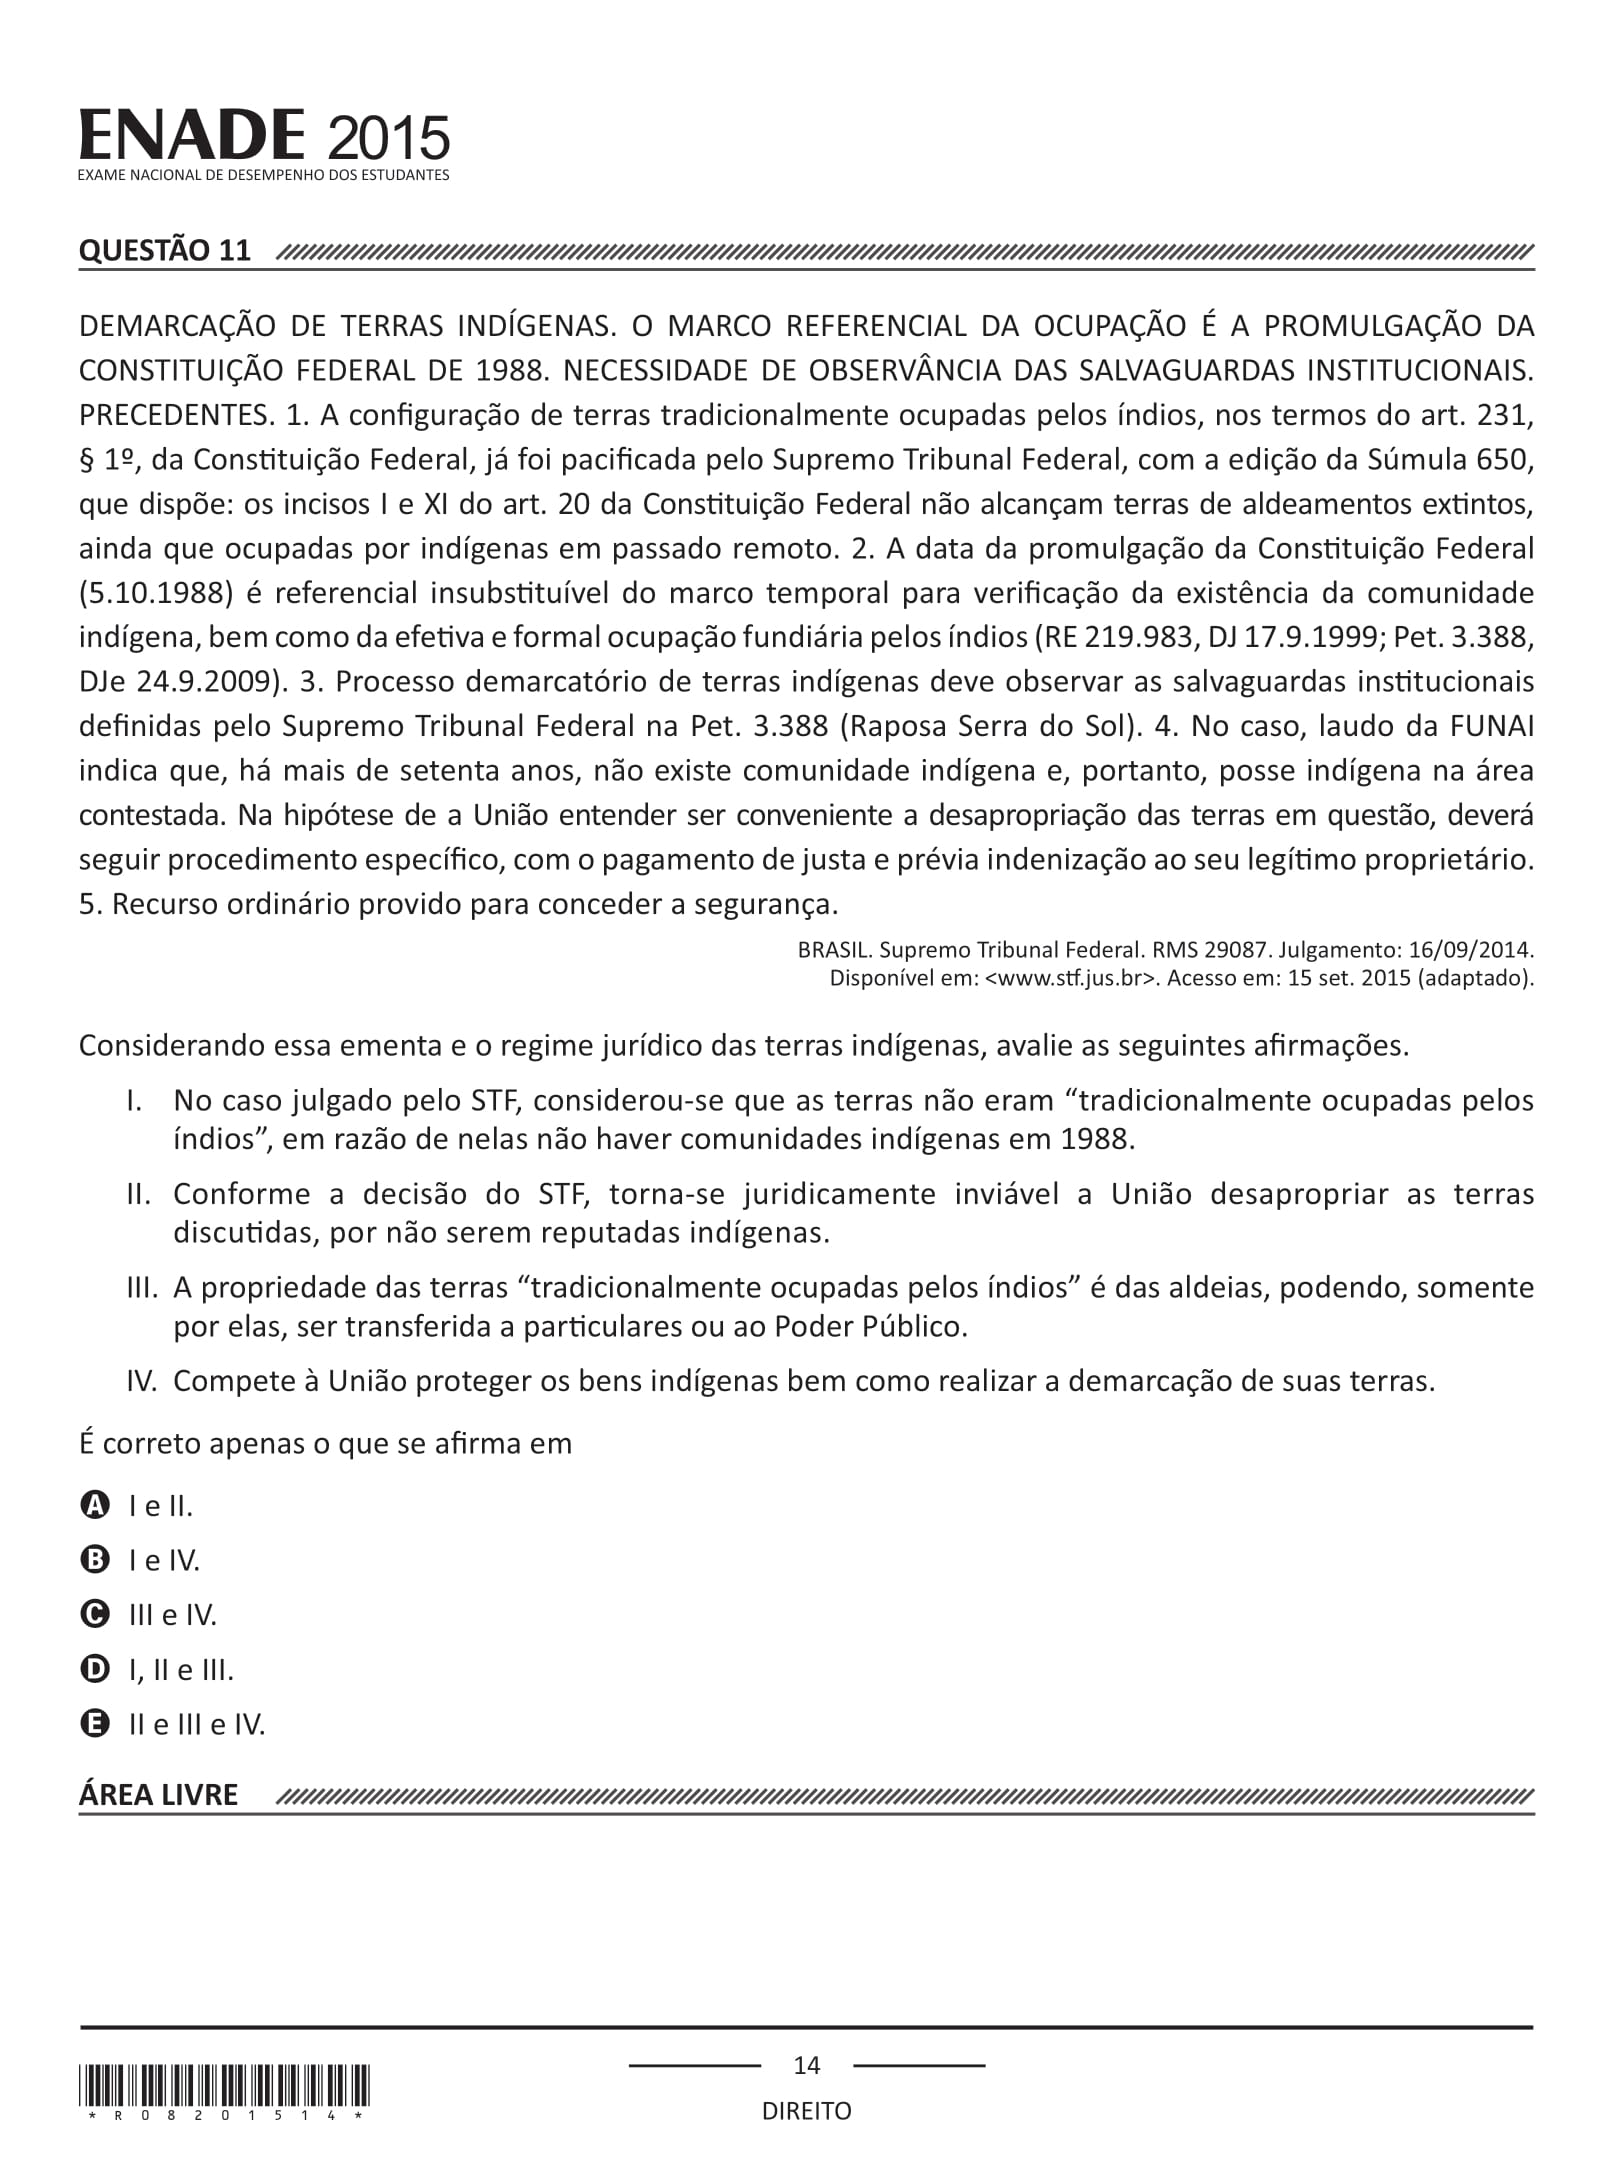 ENADE 2015
EXAME NACIONAL DE DESEMPENHO DOS ESTUDANTES
QUESTÃO 11
DEMARCAÇÃO DE TERRAS INDÍGENAS. O MARCO REFERENCIAL DA OCUPAÇÃO É A PROMULGAÇÃO DA
CONSTITUIÇÃO FEDERAL DE 1988. NECESSIDADE DE OBSERVÂNCIA DAS SALVAGUARDAS INSTITUCIONAIS.
PRECEDENTES. 1. A configuração de terras tradicionalmente ocupadas pelos índios, nos termos do art. 231,
§ 1º, da Constituição Federal, já foi pacificada pelo Supremo Tribunal Federal, com a edição da Súmula 650,
que dispõe: os incisos I e XI do art. 20 da Constituição Federal não alcançam terras de aldeamentos extintos,
ainda que ocupadas por indígenas em passado remoto. 2. A data da promulgação da Constituição Federal
(5.10.1988) é referencial insubstituível do marco temporal para verificação da existência da comunidade
indígena, bem como da efetiva e formal ocupação fundiária pelos índios (RE 219.983, DJ 17.9.1999; Pet. 3.388,
DJe 24.9.2009). 3. Processo demarcatório de terras indígenas deve observar as salvaguardas institucionais
definidas pelo Supremo Tribunal Federal na Pet. 3.388 (Raposa Serra do Sol). 4. No caso, laudo da FUNAI
indica que, há mais de setenta anos, não existe comunidade indígena e, portanto, posse indígena na área
contestada. Na hipótese de a União entender ser conveniente a desapropriação das terras em questão, deverá
seguir procedimento específico, com o pagamento de justa e prévia indenização ao seu legítimo proprietário.
5. Recurso ordinário provido para conceder a segurança.
BRASIL. Supremo Tribunal Federal. RMS 29087. Julgamento: 16/09/2014.
Disponível em: <www.stf.jus.br>. Acesso em: 15 set. 2015 (adaptado).
Considerando essa ementa e o regime jurídico das terras indígenas, avalie as seguintes afirmações.
I. No caso julgado pelo STF, considerou-se que as terras não eram “tradicionalmente ocupadas pelos
índios”, em razão de nelas não haver comunidades indígenas em 1988.
II. Conforme a decisão do STF, torna-se juridicamente inviável a União desapropriar as terras
discutidas, por não serem reputadas indígenas.
III. A propriedade das terras “tradicionalmente ocupadas pelos índios” é das aldeias, podendo, somente
por elas, ser transferida a particulares ou ao Poder Público.
IV. Compete à União proteger os bens indígenas bem como realizar a demarcação de suas terras.
É correto apenas o que se afirma em
A I e II.
B I e IV.
C III e IV.
D I, II e III.
E II e III e IV.
ÁREA LIVRE
14
DIREITO
* R 0 8 2 0 1 5 1 4 *